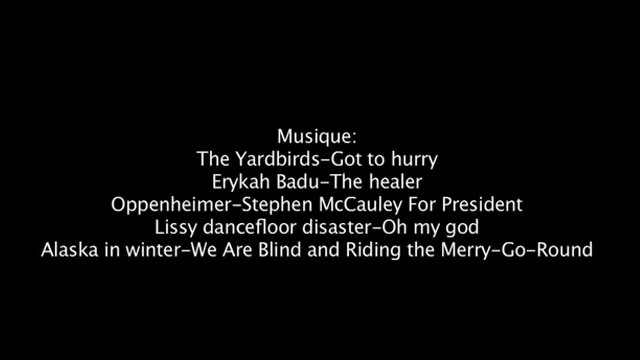 Musique:
The Yardbirds-Got to hurry
Erykah Badu-The healer
Oppenheimer-Stephen McCauley For President
Lissy dancefloor disaster-Oh my god
Alaska in winter-We Are Blind and Riding the Merry-Go-Round